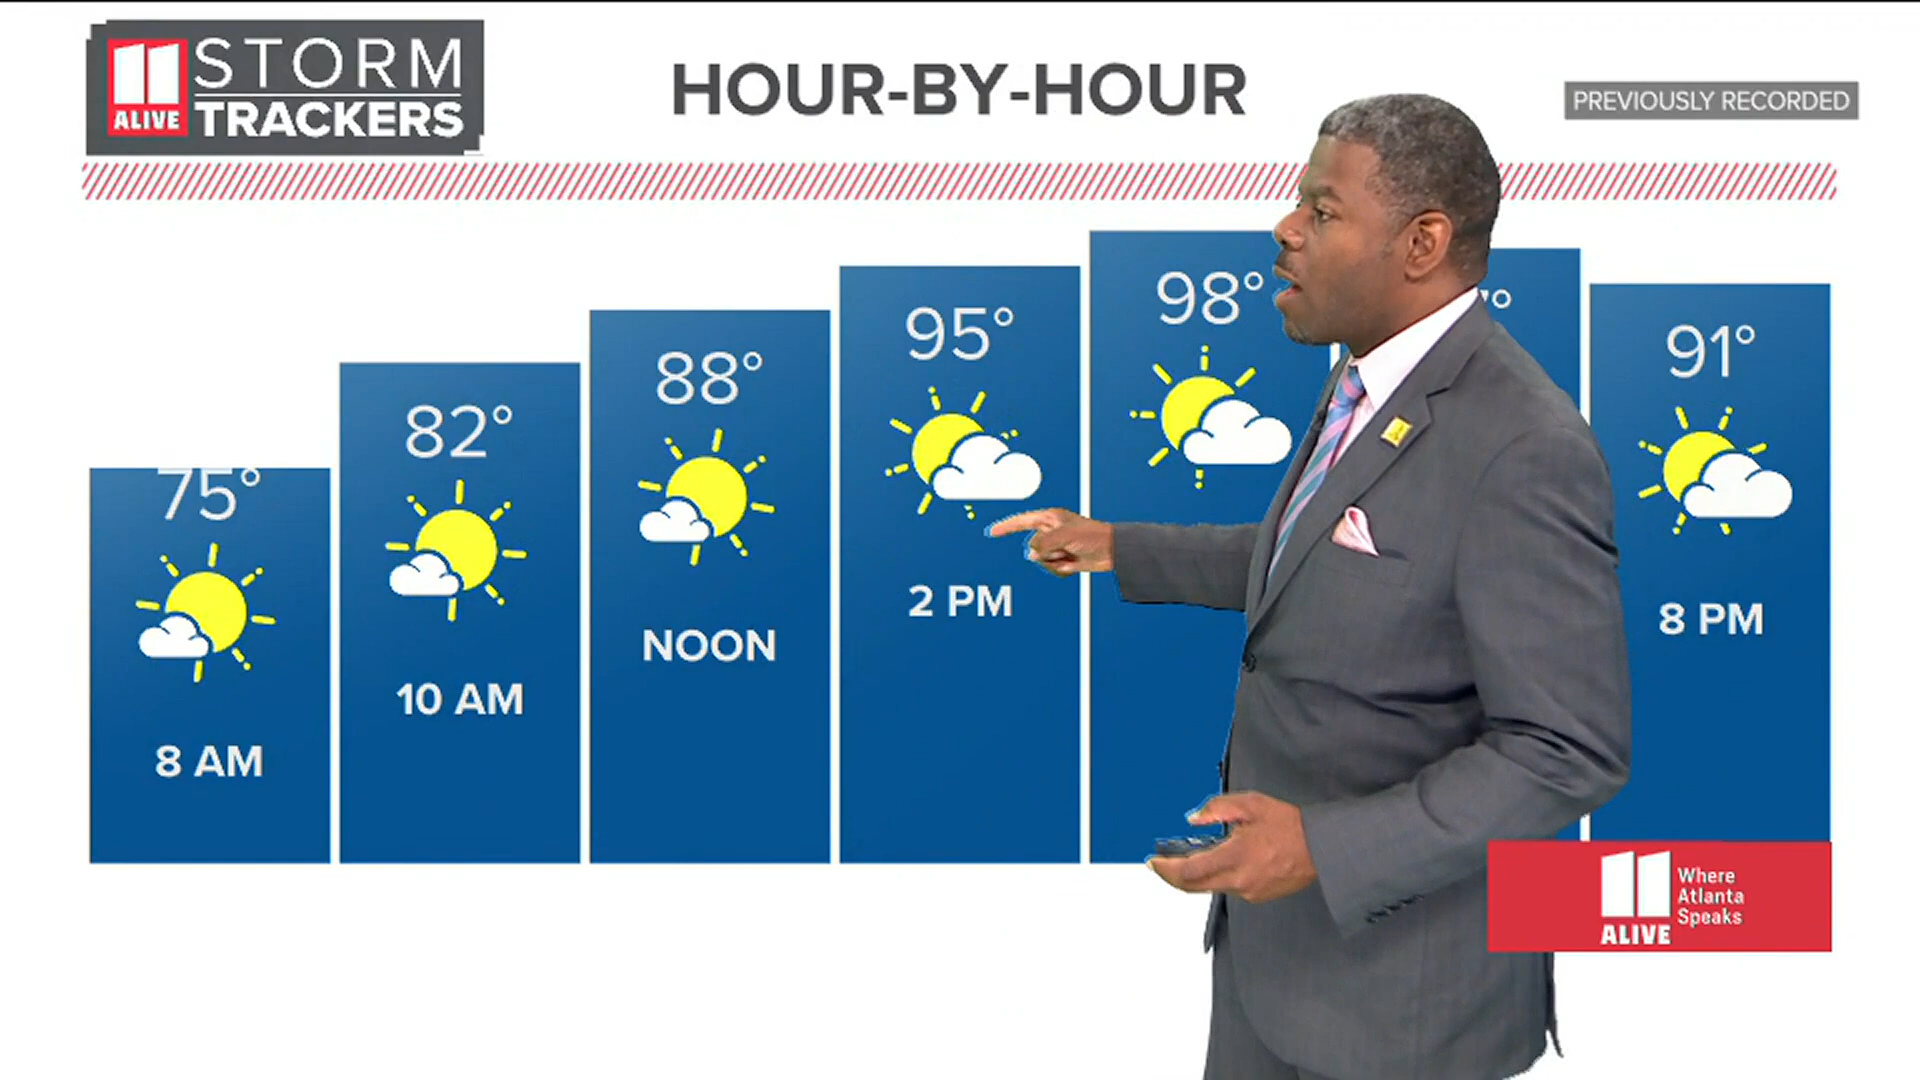 11
ALIVE
STORM
TRACKERS
HOUR-BY-HOUR
PREVIOUSLY RECORDED
75°
8 AM
82°
10 AM
88°
NOON
95°
2 PM
98°
91°
8 PM
11
ALIVE
Where
Atlanta
Speaks